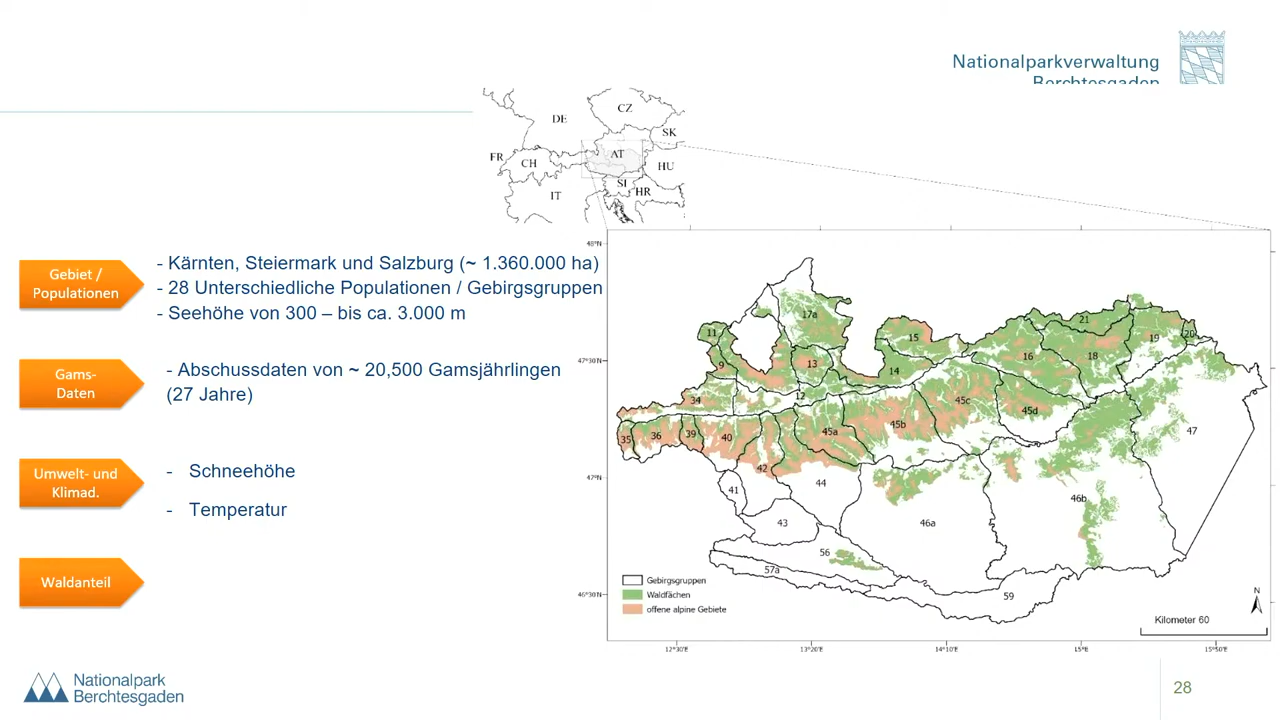 Nationalparkverwaltung
Berchtesgaden
DE
CZ
SK
FR
CH
AT
HU
IT
SI
HR
Gebiet /
Populationen
- Kärnten, Steiermark und Salzburg (~ 1.360.000 ha)
- 28 Unterschiedliche Populationen / Gebirgsgruppen
- Seehöhe von 300 – bis ca. 3.000 m
Gams-
Daten
- Abschussdaten von ~ 20,500 Gamsjährlingen
(27 Jahre)
Umwelt- und
Klimad.
- Schneehöhe
- Temperatur
Waldanteil
48°N
47°30'N
47°N
46°30'N
17a
11
9
13
15
14
12
21
20
19
16
18
34
45c
45d
35
36
39
40
45a
45b
47
42
41
44
43
46a
46b
56
57a
59
Gebirgsgruppen
Waldfächen
offene alpine Gebiete
N
Kilometer 60
12°30'E
13°20'E
14°10'E
15°E
15°50'E
Nationalpark
Berchtesgaden
28